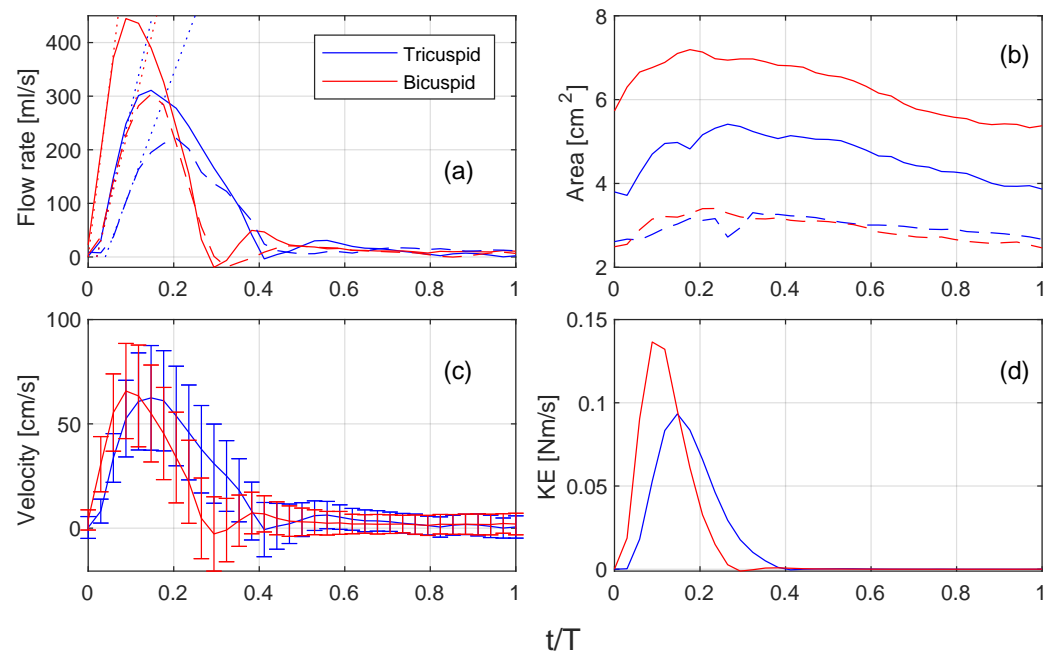 400
300
200
100
0
Flow rate [ml/s]
Tricuspid
Bicuspid
(a)
0 0.2 0.4 0.6 0.8 1
8
6
4
2
Area [cm²]
(b)
0 0.2 0.4 0.6 0.8 1
100
50
0
Velocity [cm/s]
(c)
0 0.2 0.4 0.6 0.8 1
0.15
0.1
0.05
0
KE [Nm/s]
(d)
0 0.2 0.4 0.6 0.8 1
t/T